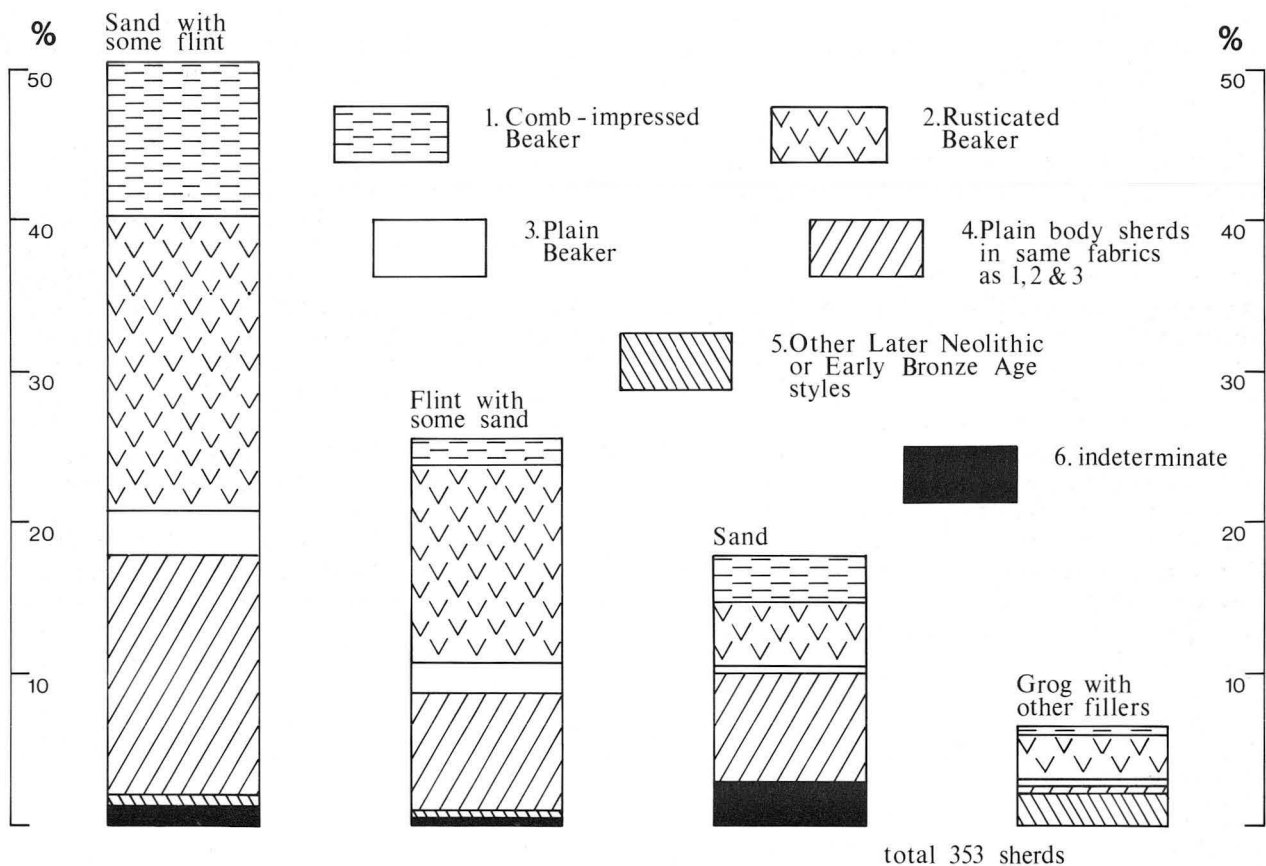 %
Sand with
some flint
%
50
50
1. Comb-impressed
Beaker
2. Rusticated
Beaker
40
40
3. Plain
Beaker
4. Plain body sherds
in same fabrics
as 1, 2 & 3
5. Other Later Neolithic
or Early Bronze Age
styles
30
30
Flint with
some sand
6. indeterminate
20
20
Sand
10
10
Grog with
other fillers
total 353 sherds